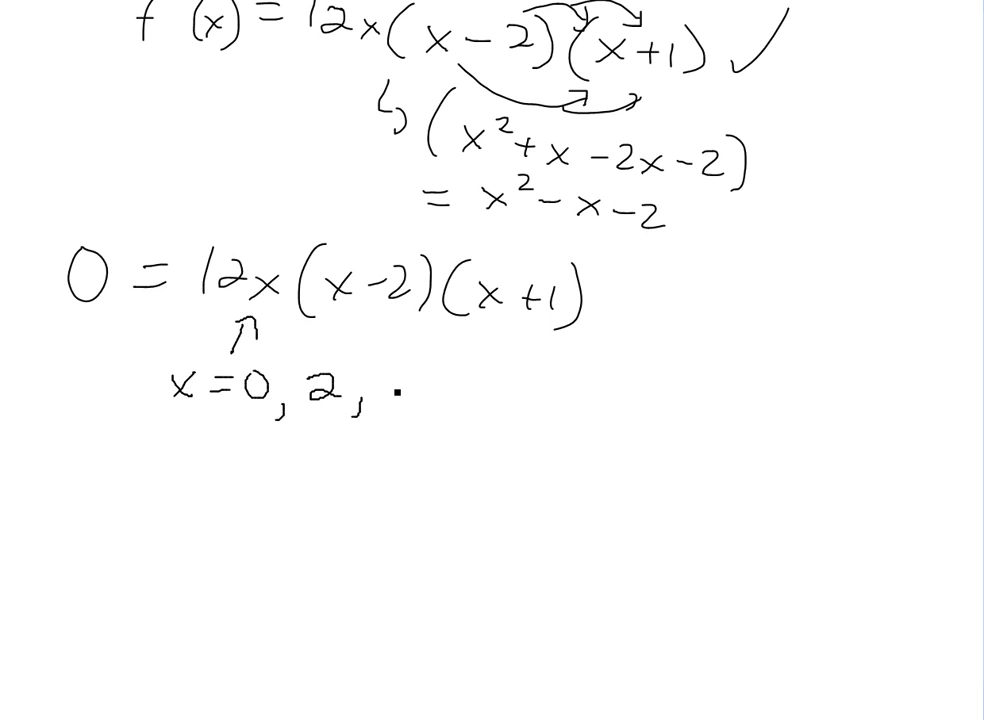 f (x) = 12x(x-2)(x+1) ✓
↳ (x²+x-2x-2)
= x²-x-2
0 = 12x(x-2)(x+1)
↑
x=0, 2, .